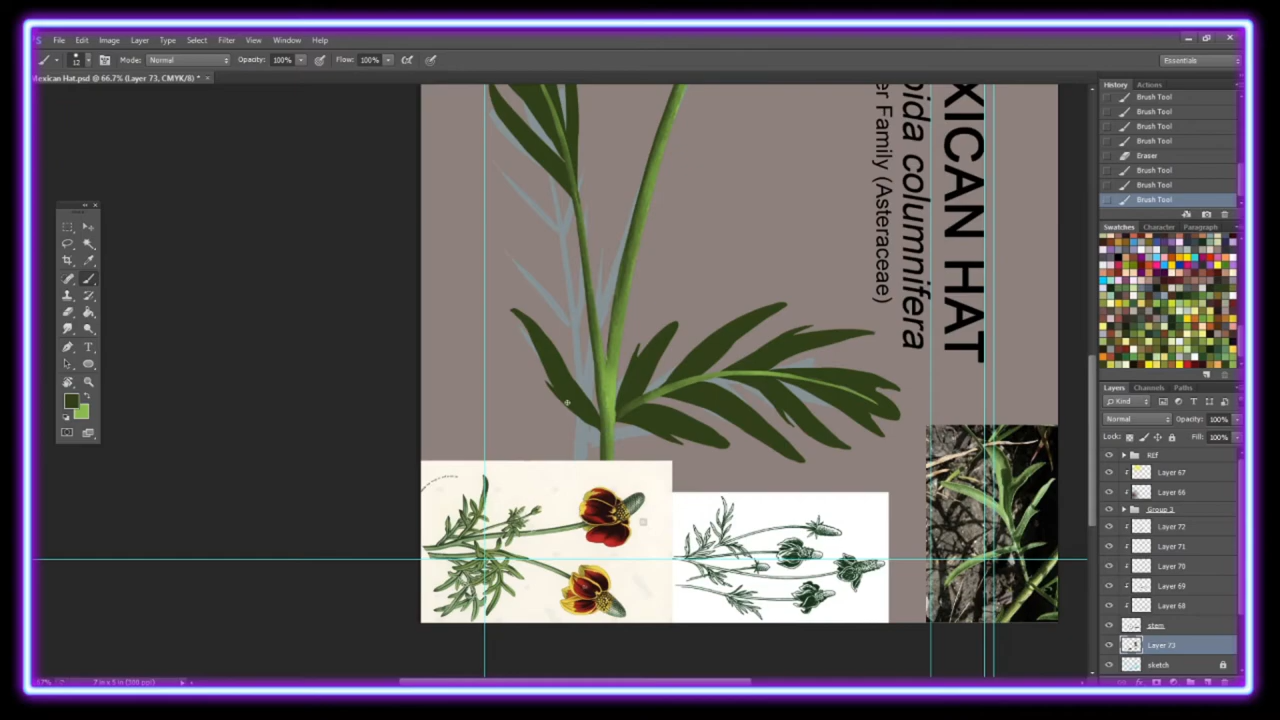 File Edit Image Layer Type Select Filter View Window Help
12 Mode: Normal Opacity: 100% Flow: 100% Essentials
Mexican Hat.psd @ 66.7% (Layer 73, CMYK/8) *
History Actions
Brush Tool
Brush Tool
Brush Tool
Brush Tool
Eraser
Brush Tool
Brush Tool
Brush Tool
Swatches Character Paragraph
XICAN HAT
bida columnifera
er Family (Asteraceae)
Layers Channels Paths
Kind
Normal Opacity: 100%
Lock: Fill: 100%
REf
Layer 67
Layer 66
Group 3
Layer 72
Layer 71
Layer 70
Layer 69
Layer 68
stem
Layer 73
sketch